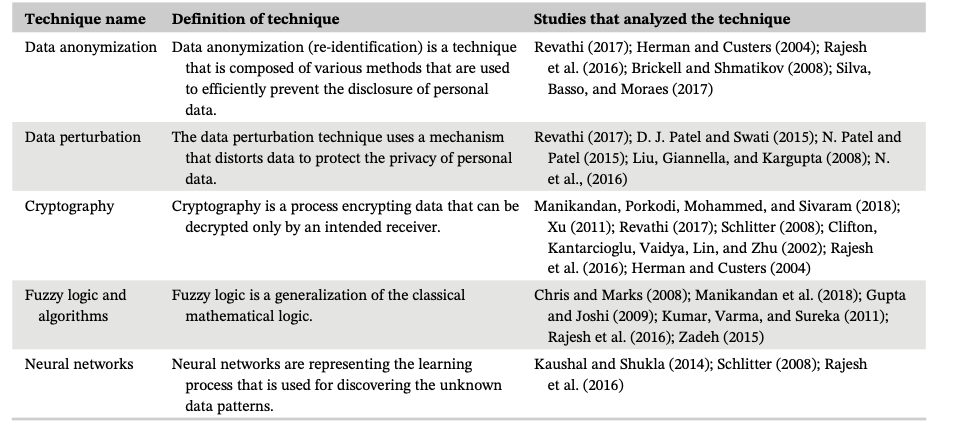 Technique name Definition of technique Studies that analyzed the technique
Data anonymization Data anonymization (re-identification) is a technique Revathi (2017); Herman and Custers (2004); Rajesh
that is composed of various methods that are used et al. (2016); Brickell and Shmatikov (2008); Silva,
to efficiently prevent the disclosure of personal Basso, and Moraes (2017)
data.
Data perturbation The data perturbation technique uses a mechanism Revathi (2017); D. J. Patel and Swati (2015); N. Patel and
that distorts data to protect the privacy of personal Patel (2015); Liu, Giannella, and Kargupta (2008); N.
data. et al., (2016)
Cryptography Cryptography is a process encrypting data that can be Manikandan, Porkodi, Mohammed, and Sivaram (2018);
decrypted only by an intended receiver. Xu (2011); Revathi (2017); Schlitter (2008); Clifton,
Kantarcioglu, Vaidya, Lin, and Zhu (2002); Rajesh
et al. (2016); Herman and Custers (2004)
Fuzzy logic and Fuzzy logic is a generalization of the classical Chris and Marks (2008); Manikandan et al. (2018); Gupta
algorithms mathematical logic. and Joshi (2009); Kumar, Varma, and Sureka (2011);
Rajesh et al. (2016); Zadeh (2015)
Neural networks Neural networks are representing the learning Kaushal and Shukla (2014); Schlitter (2008); Rajesh
process that is used for discovering the unknown et al. (2016)
data patterns.